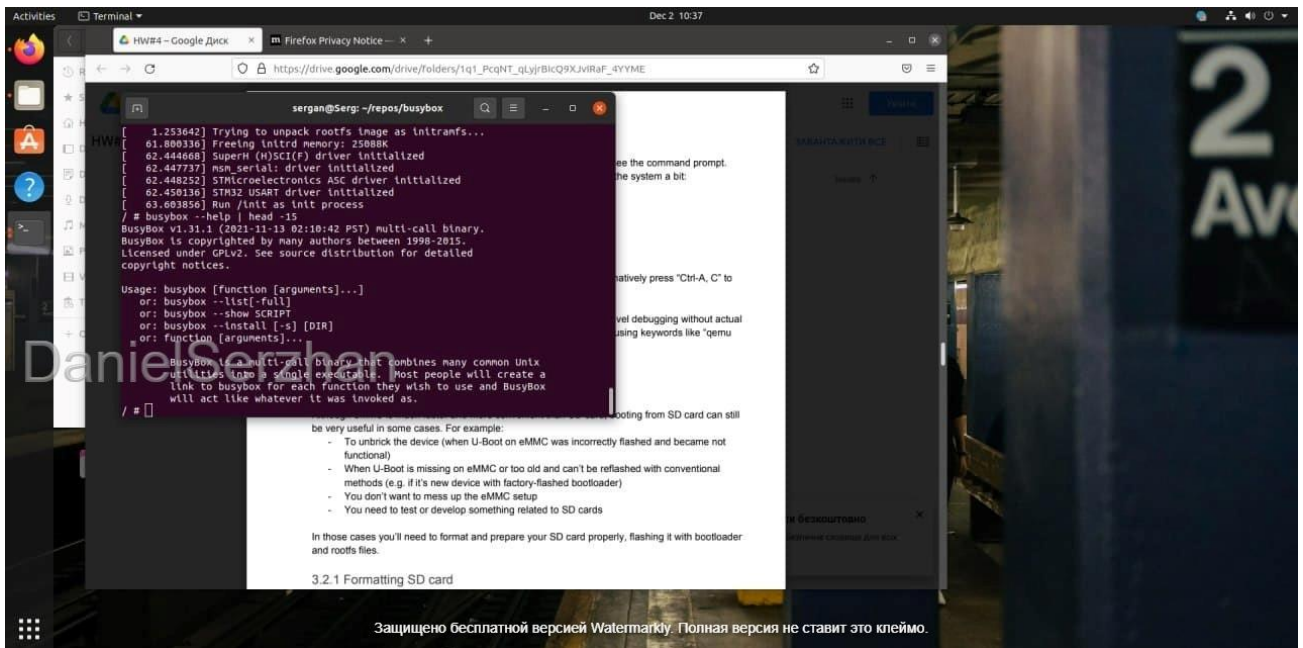 Activities
Terminal
Dec 2 10:37
HW#4 – Google Диск
Firefox Privacy Notice —
https://drive.google.com/drive/folders/1q1_PcqNT_qLyjrBIcQ9XJvIRaF_4YYME
sergan@Serg: ~/repos/busybox
[    1.253642] Trying to unpack rootfs image as initramfs...
[   61.800336] Freeing initrd memory: 25088K
[   62.444668] SuperH (H)SCI(F) driver initialized
[   62.447737] msm_serial: driver initialized
[   62.448252] STMicroelectronics ASC driver initialized
[   62.450136] STM32 USART driver initialized
[   63.603856] Run /init as init process
/ # busybox --help | head -15
BusyBox v1.31.1 (2021-11-13 02:10:42 PST) multi-call binary.
BusyBox is copyrighted by many authors between 1998-2015.
Licensed under GPLv2. See source distribution for detailed
copyright notices.
Usage: busybox [function [arguments]...]
or: busybox --list[-full]
or: busybox --show SCRIPT
or: busybox --install [-s] [DIR]
or: function [arguments]...
BusyBox is a multi-call binary that combines many common Unix
utilities into a single executable. Most people will create a
link to busybox for each function they wish to use and BusyBox
will act like whatever it was invoked as.
/ #
DanielSerzhan
ee the command prompt.
he system a bit:
natively press "Ctrl-A, C" to
vel debugging without actual
using keywords like "qemu
ooting from SD card can still
be very useful in some cases. For example:
- To unbrick the device (when U-Boot on eMMC was incorrectly flashed and became not
functional)
- When U-Boot is missing on eMMC or too old and can't be reflashed with conventional
methods (e.g. if it's new device with factory-flashed bootloader)
- You don't want to mess up the eMMC setup
- You need to test or develop something related to SD cards
In those cases you'll need to format and prepare your SD card properly, flashing it with bootloader
and rootfs files.
3.2.1 Formatting SD card
2
Av
Защищено бесплатной версией Watermarkly. Полная версия не ставит это клеймо.